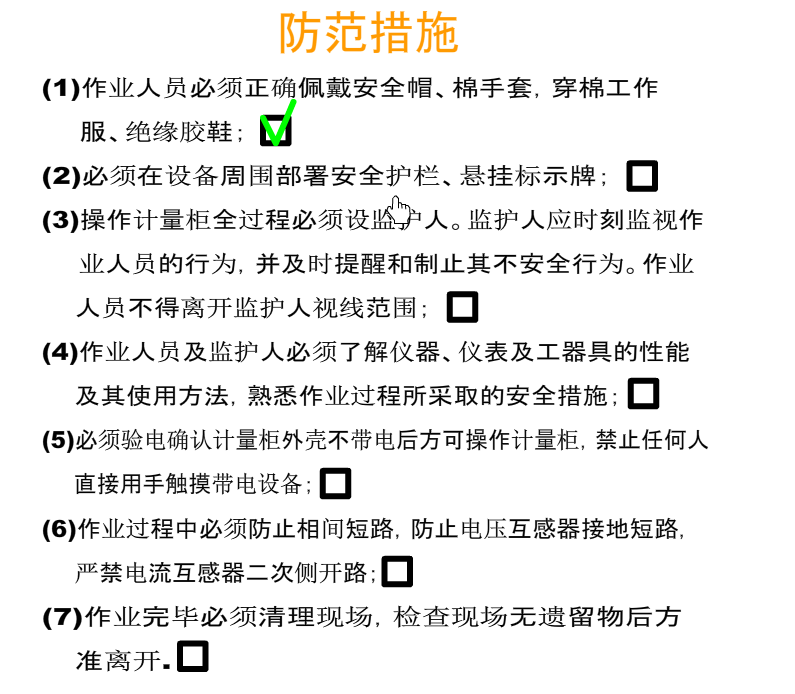 防范措施
(1)作业人员必须正确佩戴安全帽、棉手套，穿棉工作
服、绝缘胶鞋；
(2)必须在设备周围部署安全护栏、悬挂标示牌；
(3)操作计量柜全过程必须设监护人。监护人应时刻监视作
业人员的行为，并及时提醒和制止其不安全行为。作业
人员不得离开监护人视线范围；
(4)作业人员及监护人必须了解仪器、仪表及工器具的性能
及其使用方法，熟悉作业过程所采取的安全措施；
(5)必须验电确认计量柜外壳不带电后方可操作计量柜，禁止任何人
直接用手触摸带电设备；
(6)作业过程中必须防止相间短路，防止电压互感器接地短路，
严禁电流互感器二次侧开路；
(7)作业完毕必须清理现场，检查现场无遗留物后方
准离开.